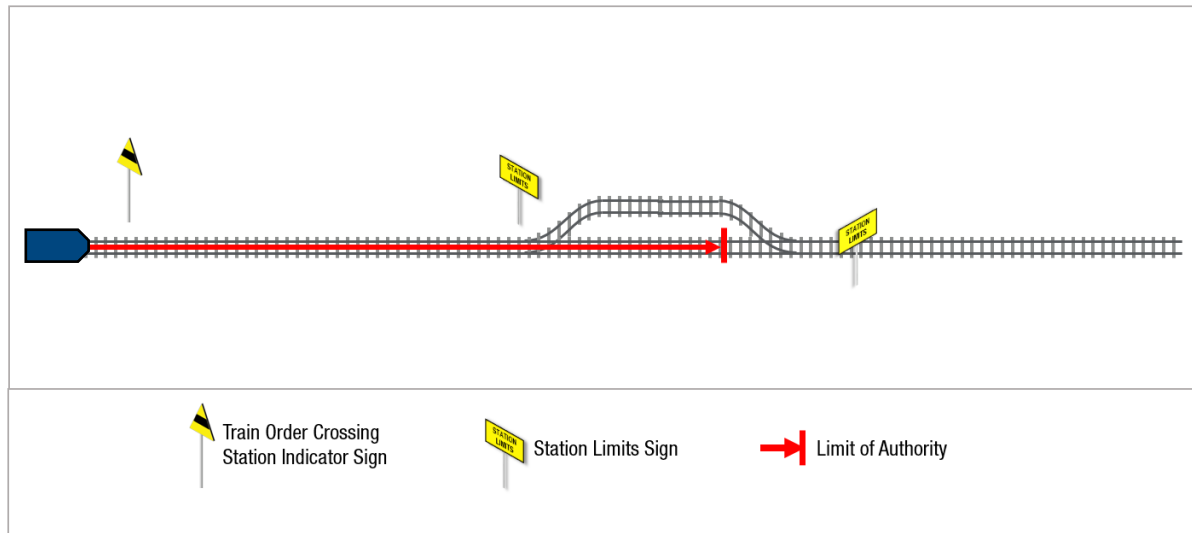 STATION
LIMITS
STATION
LIMITS
Train Order Crossing
Station Indicator Sign
STATION
LIMITS
Station Limits Sign
Limit of Authority